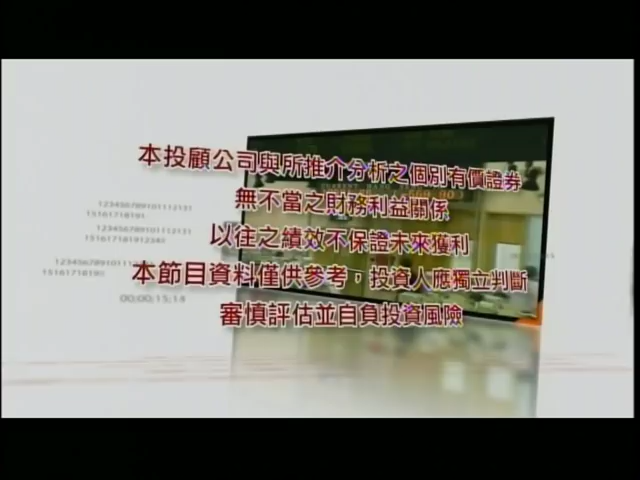 本投顧公司與所推介分析之個別有價證券
無不當之財務利益關係
以往之績效不保證未來獲利
本節目資料僅供參考，投資人應獨立判斷
審慎評估並自負投資風險
123456789101112131
15161718191
123456789101112131
00;00;15;14